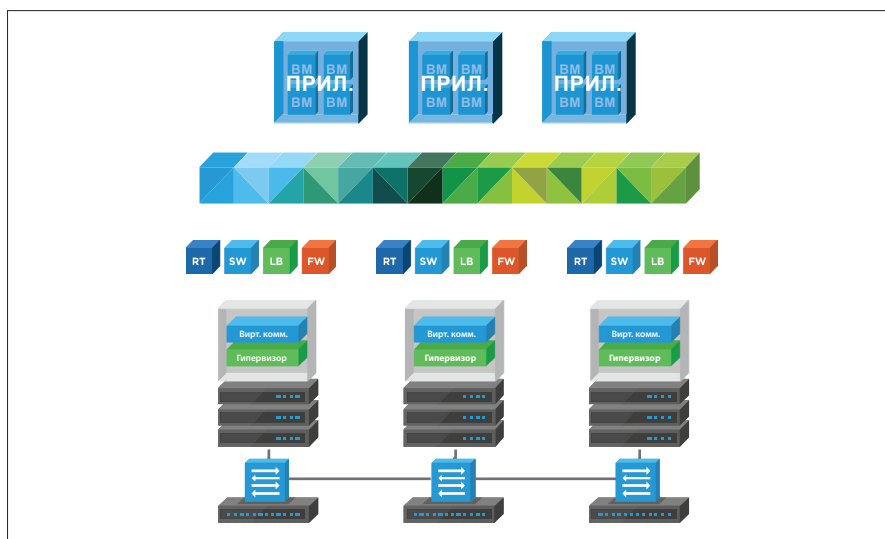 ВМ ВМ ВМ ВМ ВМ ВМ
ПРИЛ. ПРИЛ. ПРИЛ.
ВМ ВМ ВМ ВМ ВМ ВМ
RT SW LB FW RT SW LB FW RT SW LB FW
Вирт. комм. Вирт. комм. Вирт. комм.
Гипервизор Гипервизор Гипервизор